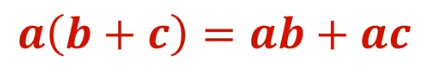 a(b + c) = ab + ac